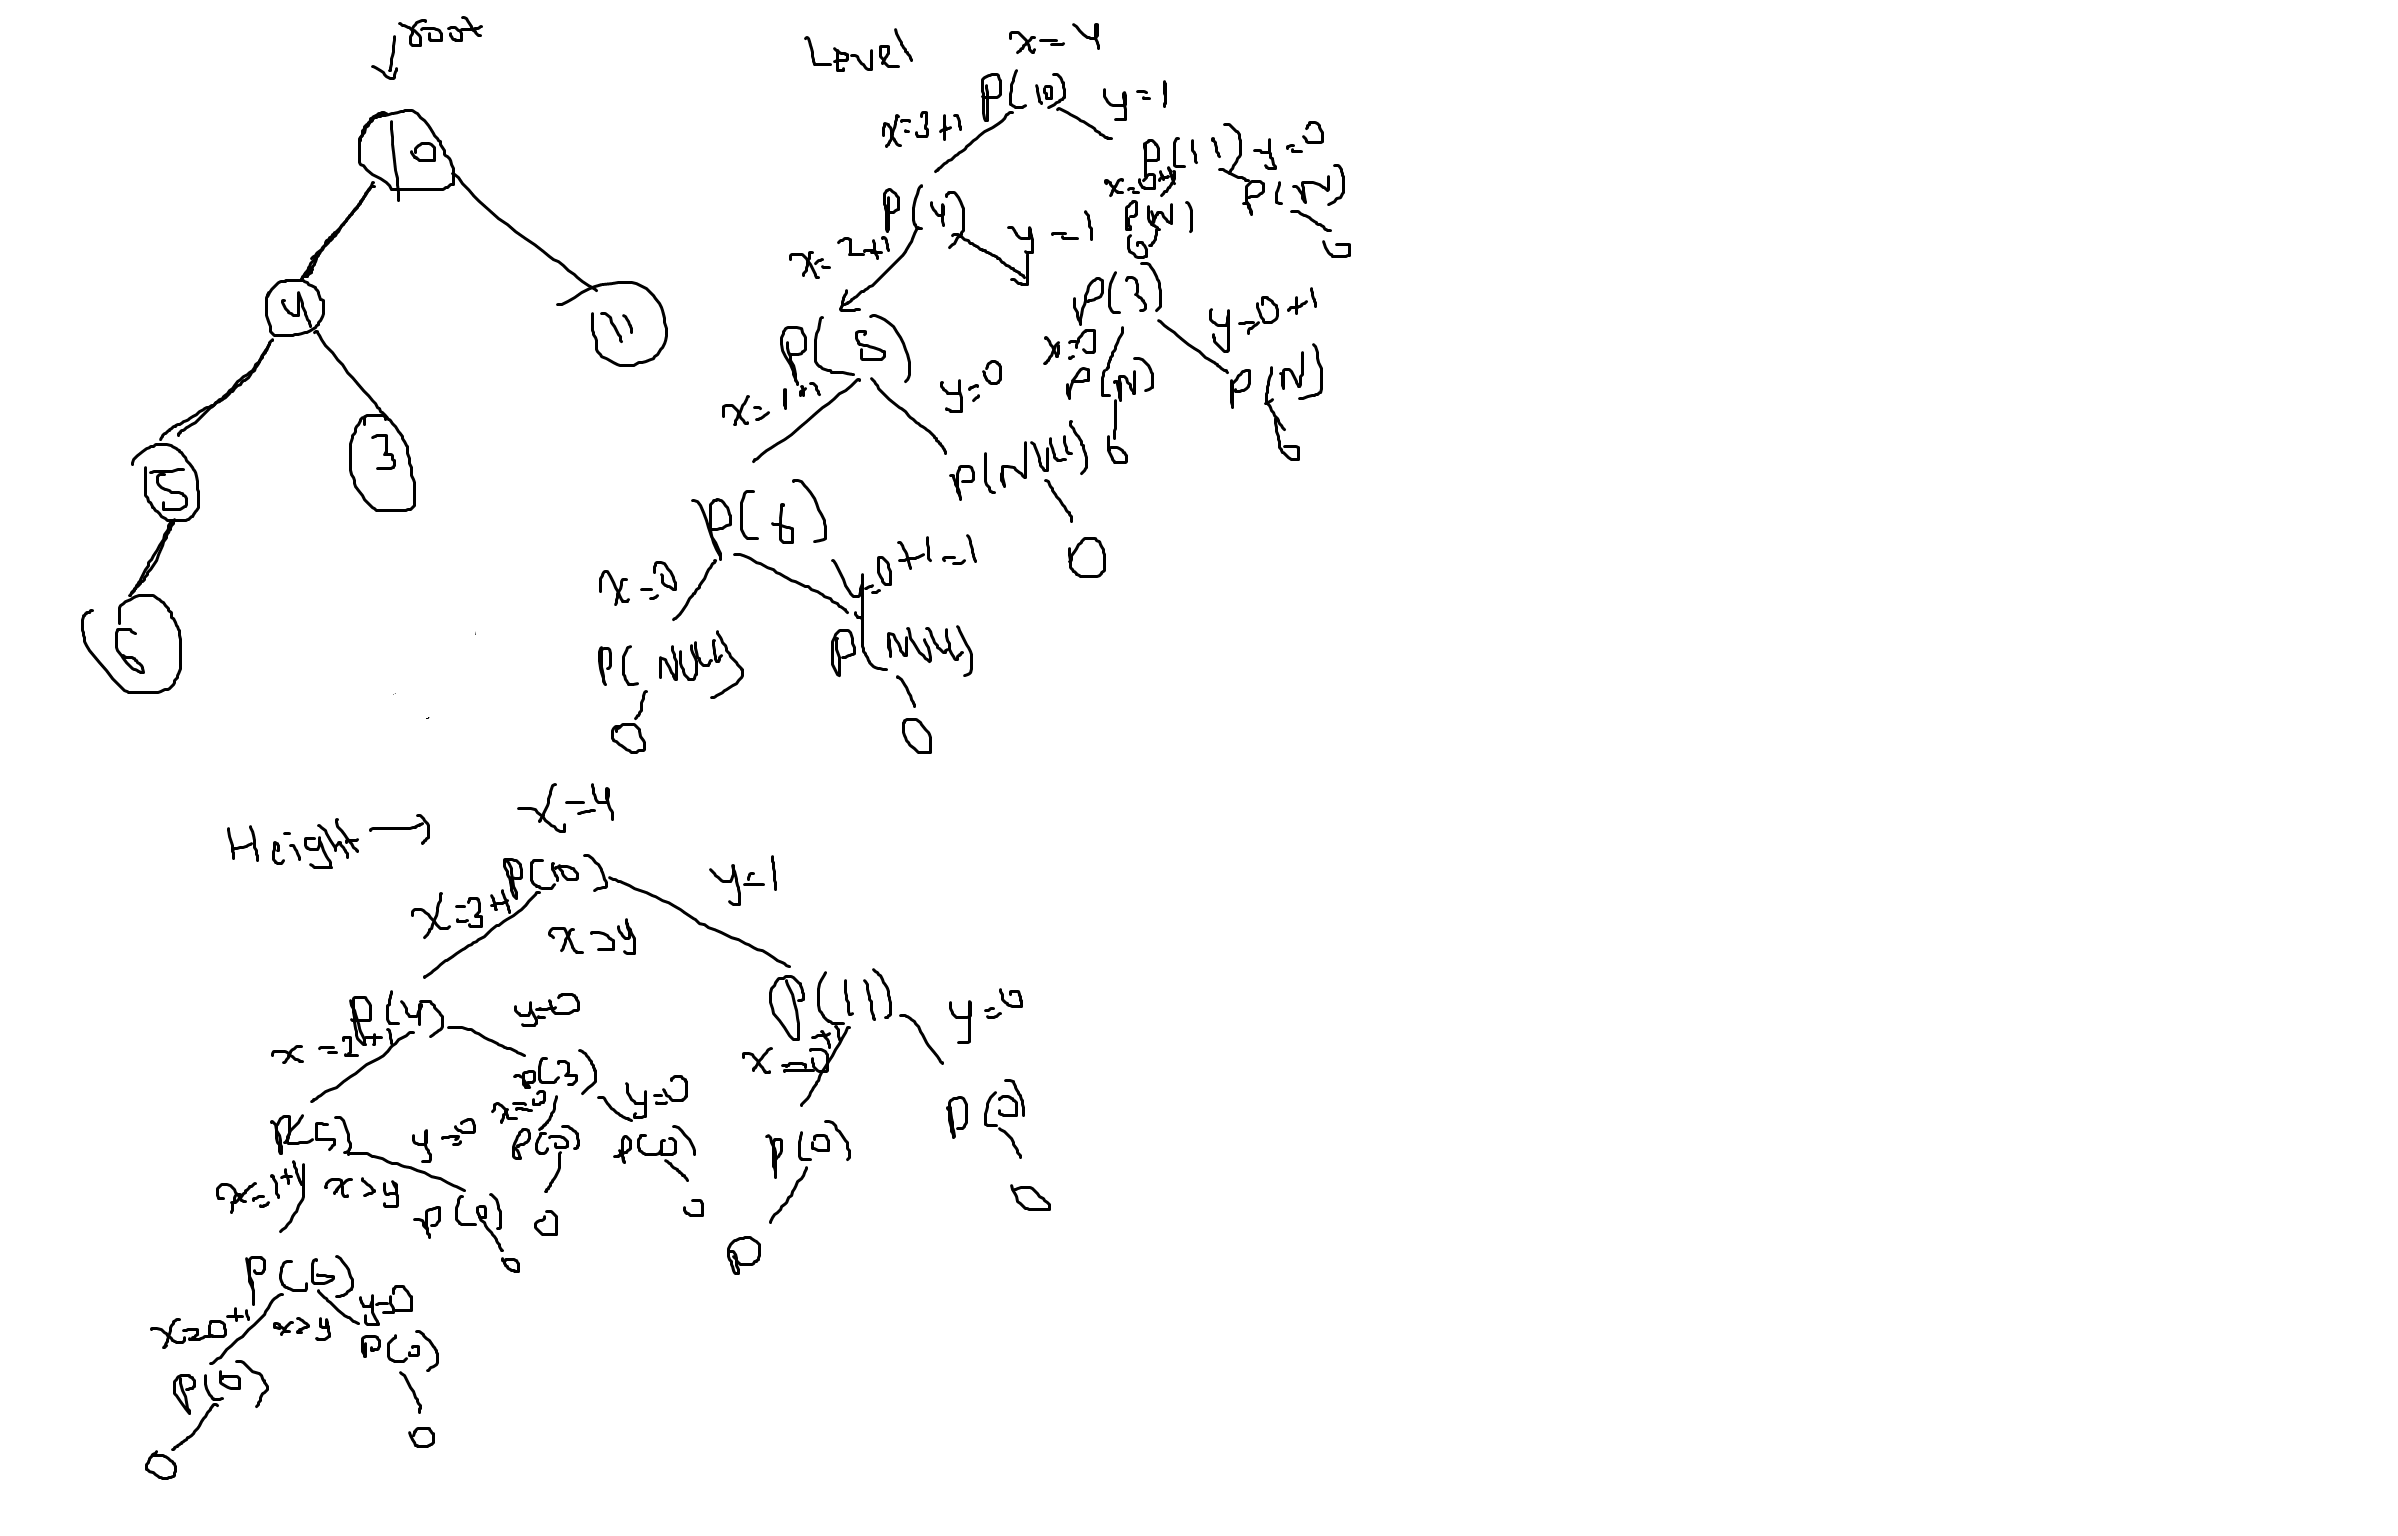 root
10
4
11
5
3
6
Level
x=4
P(10)
x=3+1
y=1
P(4)
P(11)
y=0
P(N)
P(N)
0
0
x=2+1
y=1
P(5)
P(3)
x=0
y=0+1
P(N)
P(N)
0
0
x=1+1
y=0
P(6)
P(NULL)
0
x=0
y=0+1=1
P(NULL)
P(NULL)
0
0
Height →
x=4
P(10)
x=3+1
x>y
y=1
P(4)
y=0
P(11)
x=0+1
y=0
x=2+1
P(3)
x=0
y=0
P(0)
P(0)
0
0
P(0)
P(0)
0
0
P(5)
x=1+1
x>y
y=0
P(0)
0
P(6)
x=0+1
x>y
y=0
P(0)
P(0)
0
0